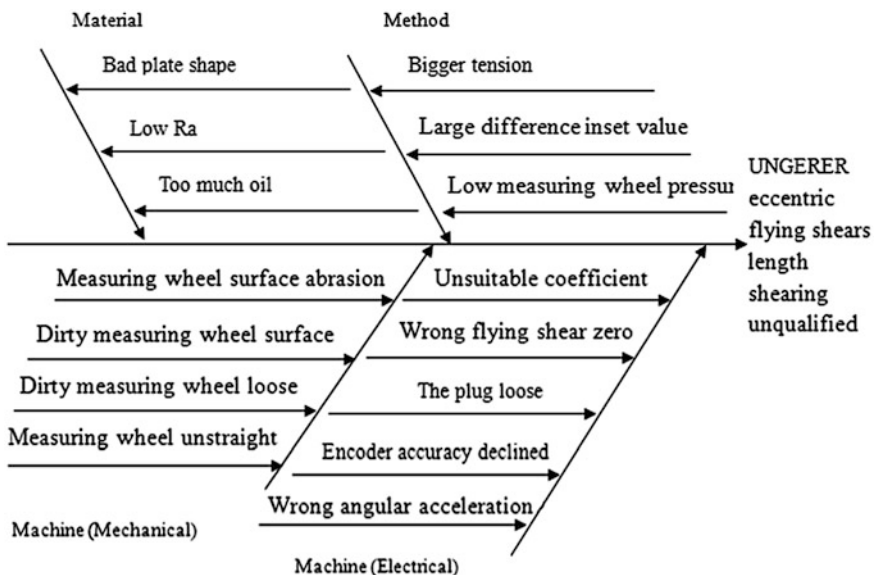 Material
Method
Bad plate shape
Bigger tension
Low Ra
Large difference inset value
Too much oil
Low measuring wheel pressur
UNGERER
eccentric
flying shears
length
shearing
unqualified
Measuring wheel surface abrasion
Unsuitable coefficient
Dirty measuring wheel surface
Wrong flying shear zero
Dirty measuring wheel loose
The plug loose
Measuring wheel unstraight
Encoder accuracy declined
Wrong angular acceleration
Machine (Mechanical)
Machine (Electrical)